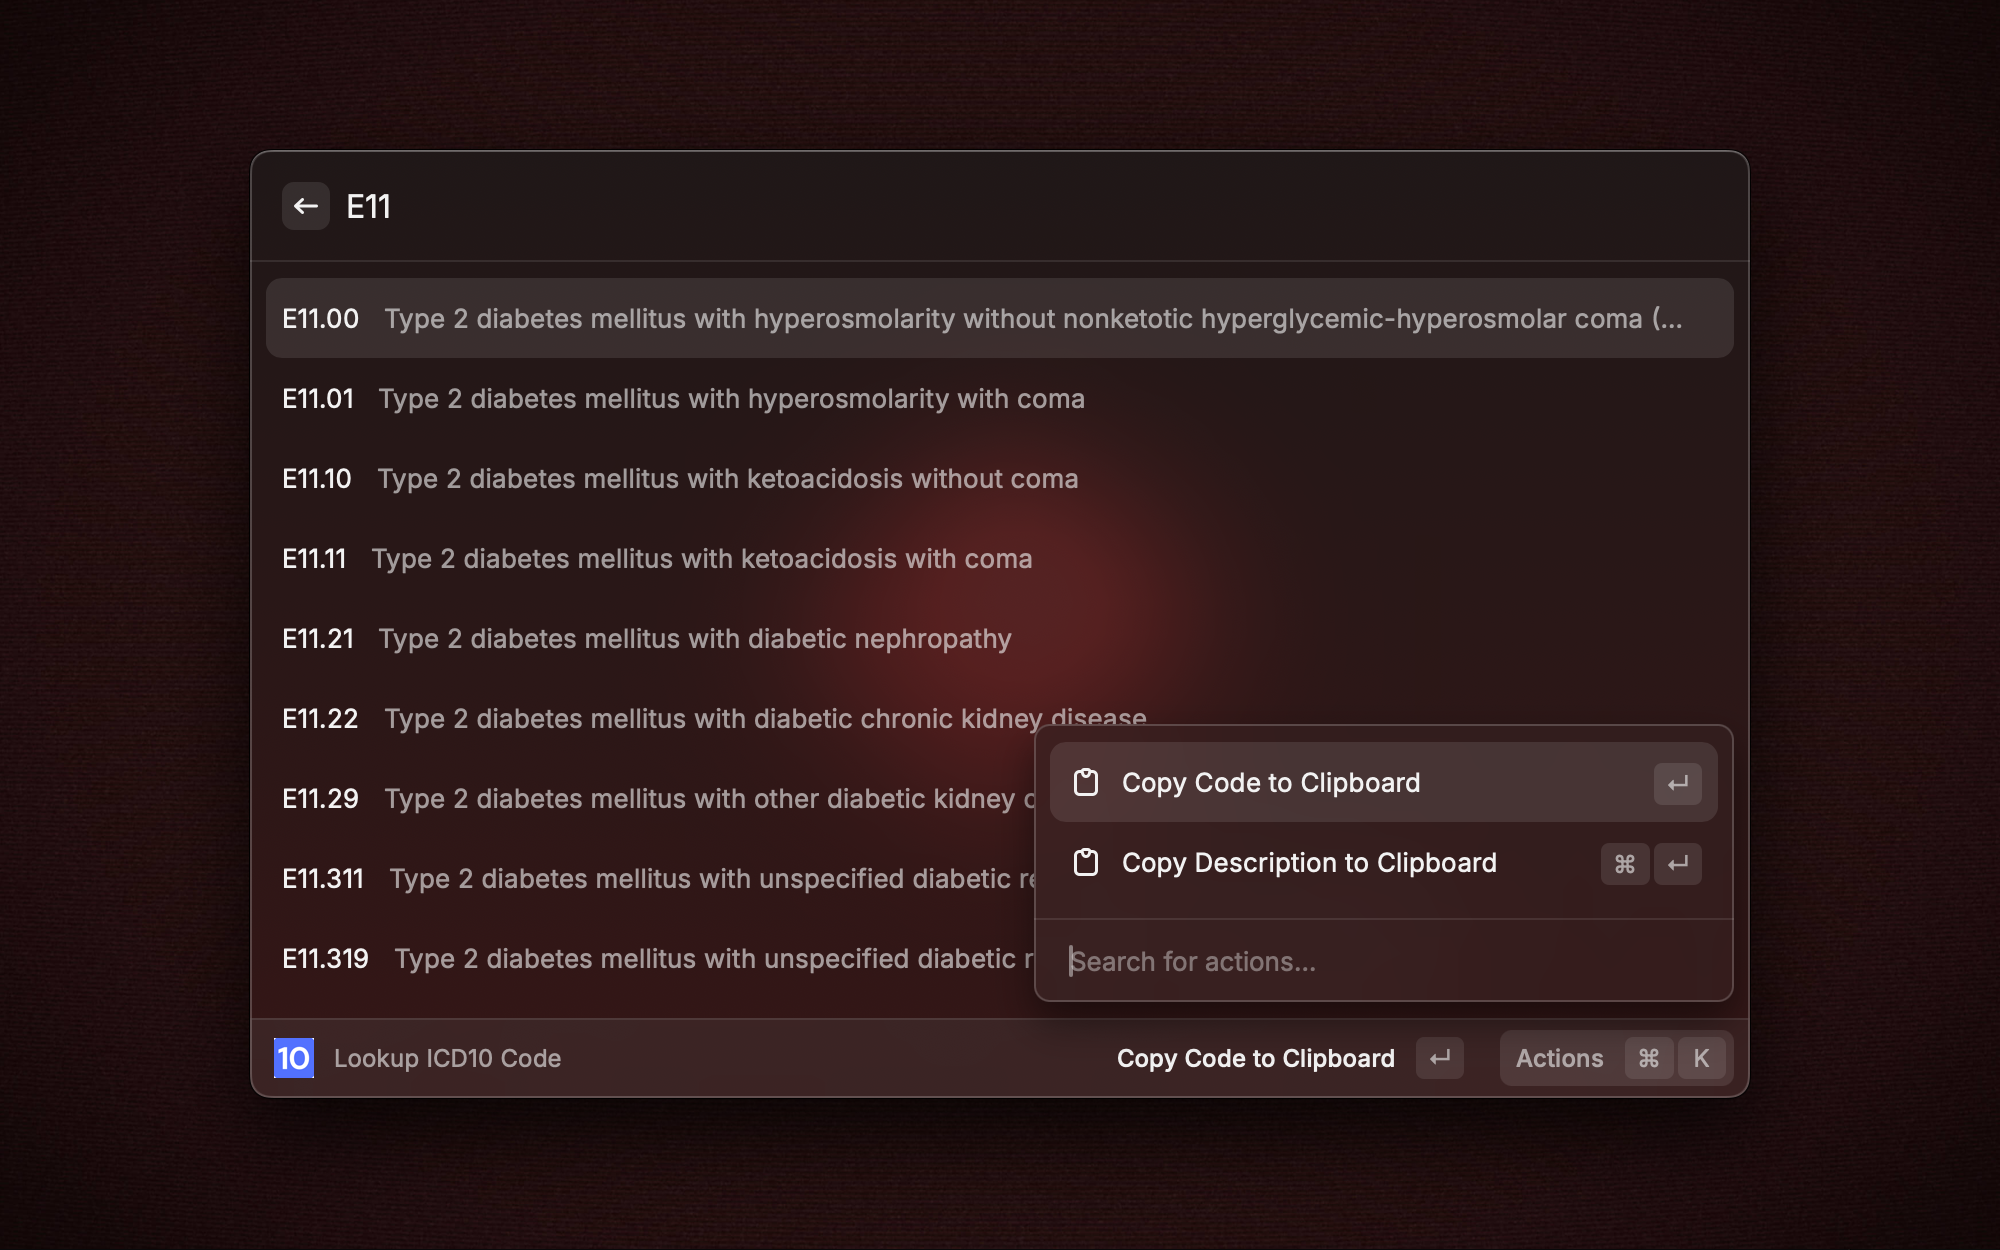 E11
E11.00 Type 2 diabetes mellitus with hyperosmolarity without nonketotic hyperglycemic-hyperosmolar coma (...
E11.01 Type 2 diabetes mellitus with hyperosmolarity with coma
E11.10 Type 2 diabetes mellitus with ketoacidosis without coma
E11.11 Type 2 diabetes mellitus with ketoacidosis with coma
E11.21 Type 2 diabetes mellitus with diabetic nephropathy
E11.22 Type 2 diabetes mellitus with diabetic chronic kidney disease
E11.29 Type 2 diabetes mellitus with other diabetic kidney
E11.311 Type 2 diabetes mellitus with unspecified diabetic
E11.319 Type 2 diabetes mellitus with unspecified diabetic
Copy Code to Clipboard ↵
Copy Description to Clipboard ⌘ ↵
Search for actions...
10 Lookup ICD10 Code Copy Code to Clipboard ↵ Actions ⌘ K